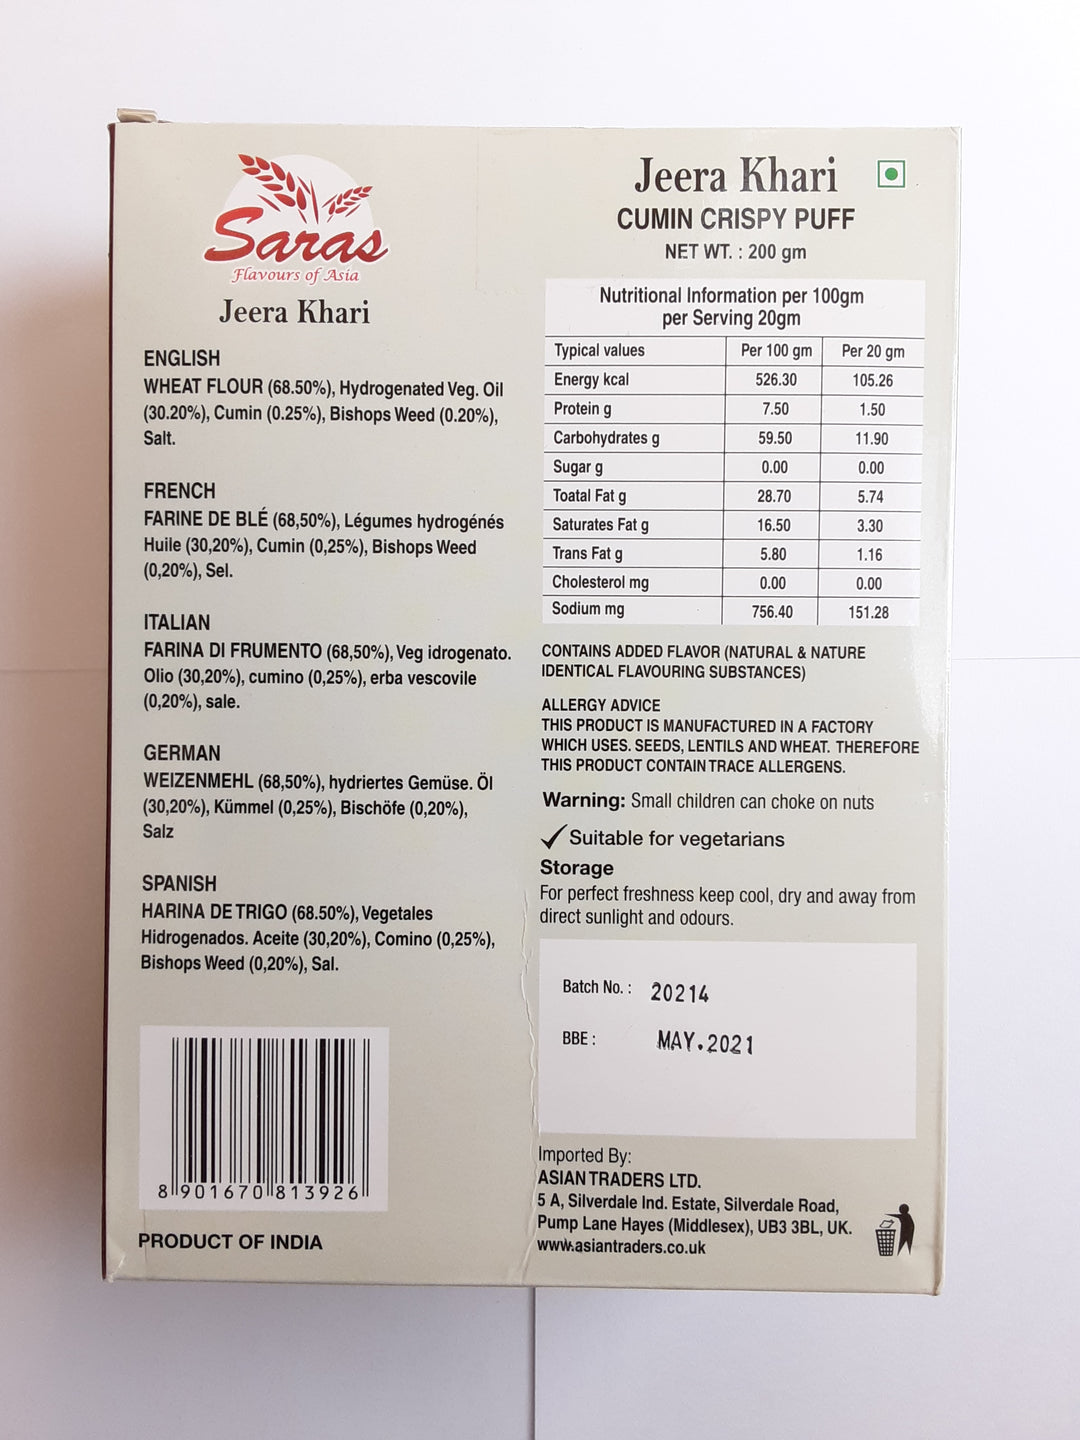 Saras
Flavours of Asia
Jeera Khari
ENGLISH
WHEAT FLOUR (68.50%), Hydrogenated Veg. Oil
(30.20%), Cumin (0.25%), Bishops Weed (0.20%),
Salt.
FRENCH
FARINE DE BLÉ (68,50%), Légumes hydrogénés
Huile (30,20%), Cumin (0,25%), Bishops Weed
(0,20%), Sel.
ITALIAN
FARINA DI FRUMENTO (68,50%), Veg idrogenato.
Olio (30,20%), cumino (0,25%), erba vescovile
(0,20%), sale.
GERMAN
WEIZENMEHL (68,50%), hydriertes Gemüse. Öl
(30,20%), Kümmel (0,25%), Bischöfe (0,20%),
Salz
SPANISH
HARINA DE TRIGO (68.50%), Vegetales
Hidrogenados. Aceite (30,20%), Comino (0,25%),
Bishops Weed (0,20%), Sal.
8 901670 813926
PRODUCT OF INDIA
Jeera Khari
CUMIN CRISPY PUFF
NET WT. : 200 gm
Nutritional Information per 100gm
per Serving 20gm
Typical values Per 100 gm Per 20 gm
Energy kcal 526.30 105.26
Protein g 7.50 1.50
Carbohydrates g 59.50 11.90
Sugar g 0.00 0.00
Toatal Fat g 28.70 5.74
Saturates Fat g 16.50 3.30
Trans Fat g 5.80 1.16
Cholesterol mg 0.00 0.00
Sodium mg 756.40 151.28
CONTAINS ADDED FLAVOR (NATURAL & NATURE
IDENTICAL FLAVOURING SUBSTANCES)
ALLERGY ADVICE
THIS PRODUCT IS MANUFACTURED IN A FACTORY
WHICH USES. SEEDS, LENTILS AND WHEAT. THEREFORE
THIS PRODUCT CONTAIN TRACE ALLERGENS.
Warning: Small children can choke on nuts
Suitable for vegetarians
Storage
For perfect freshness keep cool, dry and away from
direct sunlight and odours.
Batch No. : 20214
BBE : MAY.2021
Imported By:
ASIAN TRADERS LTD.
5 A, Silverdale Ind. Estate, Silverdale Road,
Pump Lane Hayes (Middlesex), UB3 3BL, UK.
www.asiantraders.co.uk